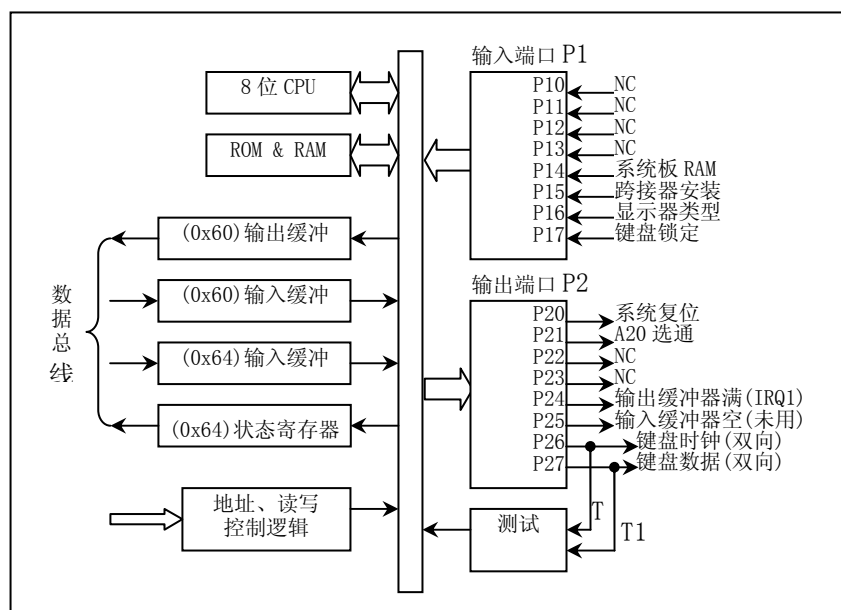 8 位 CPU
ROM & RAM
(0x60)输出缓冲
(0x60)输入缓冲
(0x64)输入缓冲
(0x64)状态寄存器
数据总线
地址、读写
控制逻辑
输入端口 P1
P10 NC
P11 NC
P12 NC
P13 NC
P14 系统板 RAM
P15 跨接器安装
P16 显示器类型
P17 键盘锁定
输出端口 P2
P20 系统复位
P21 A20 选通
P22 NC
P23 NC
P24 输出缓冲器满(IRQ1)
P25 输入缓冲器空(未用)
P26 键盘时钟(双向)
P27 键盘数据(双向)
测试
T
T1